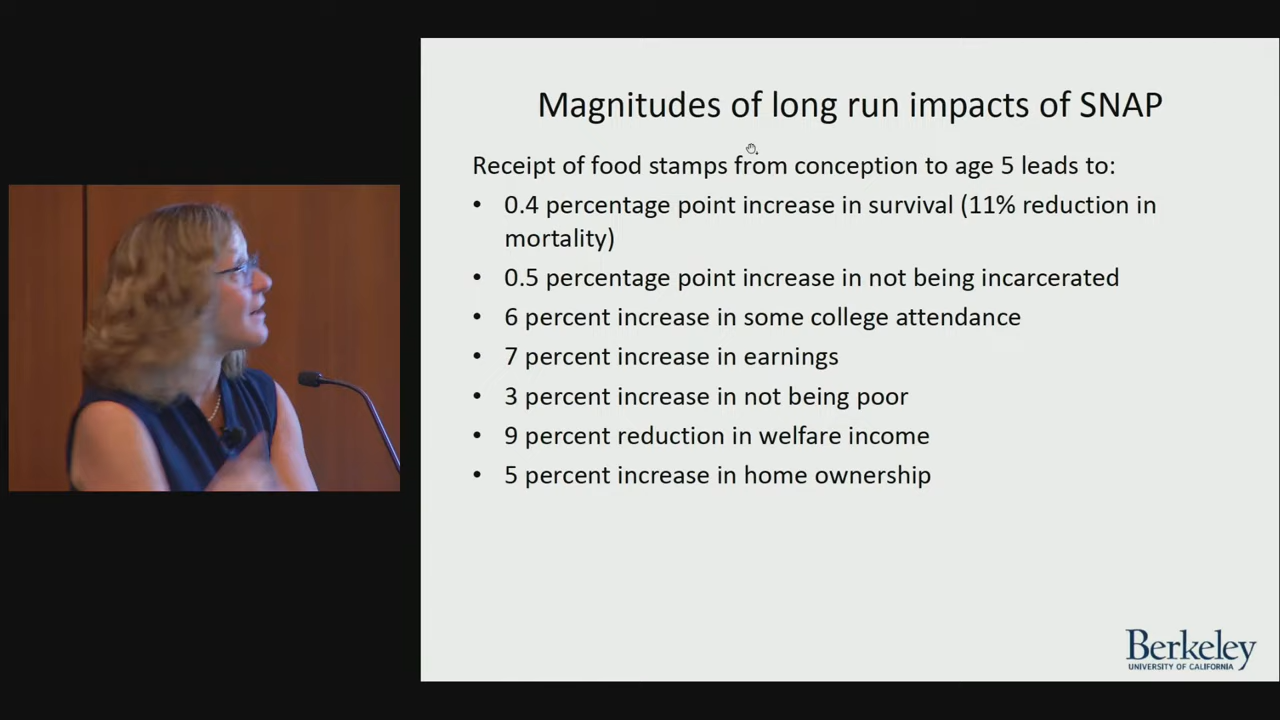 Magnitudes of long run impacts of SNAP
Receipt of food stamps from conception to age 5 leads to:
• 0.4 percentage point increase in survival (11% reduction in
mortality)
• 0.5 percentage point increase in not being incarcerated
• 6 percent increase in some college attendance
• 7 percent increase in earnings
• 3 percent increase in not being poor
• 9 percent reduction in welfare income
• 5 percent increase in home ownership
Berkeley
UNIVERSITY OF CALIFORNIA